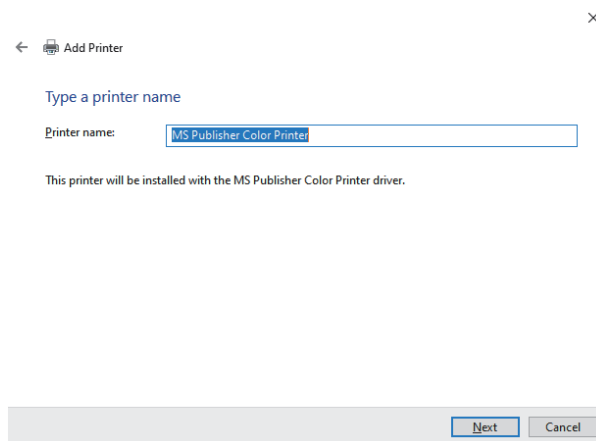 Add Printer
Type a printer name
Printer name: MS Publisher Color Printer
This printer will be installed with the MS Publisher Color Printer driver.
Next Cancel